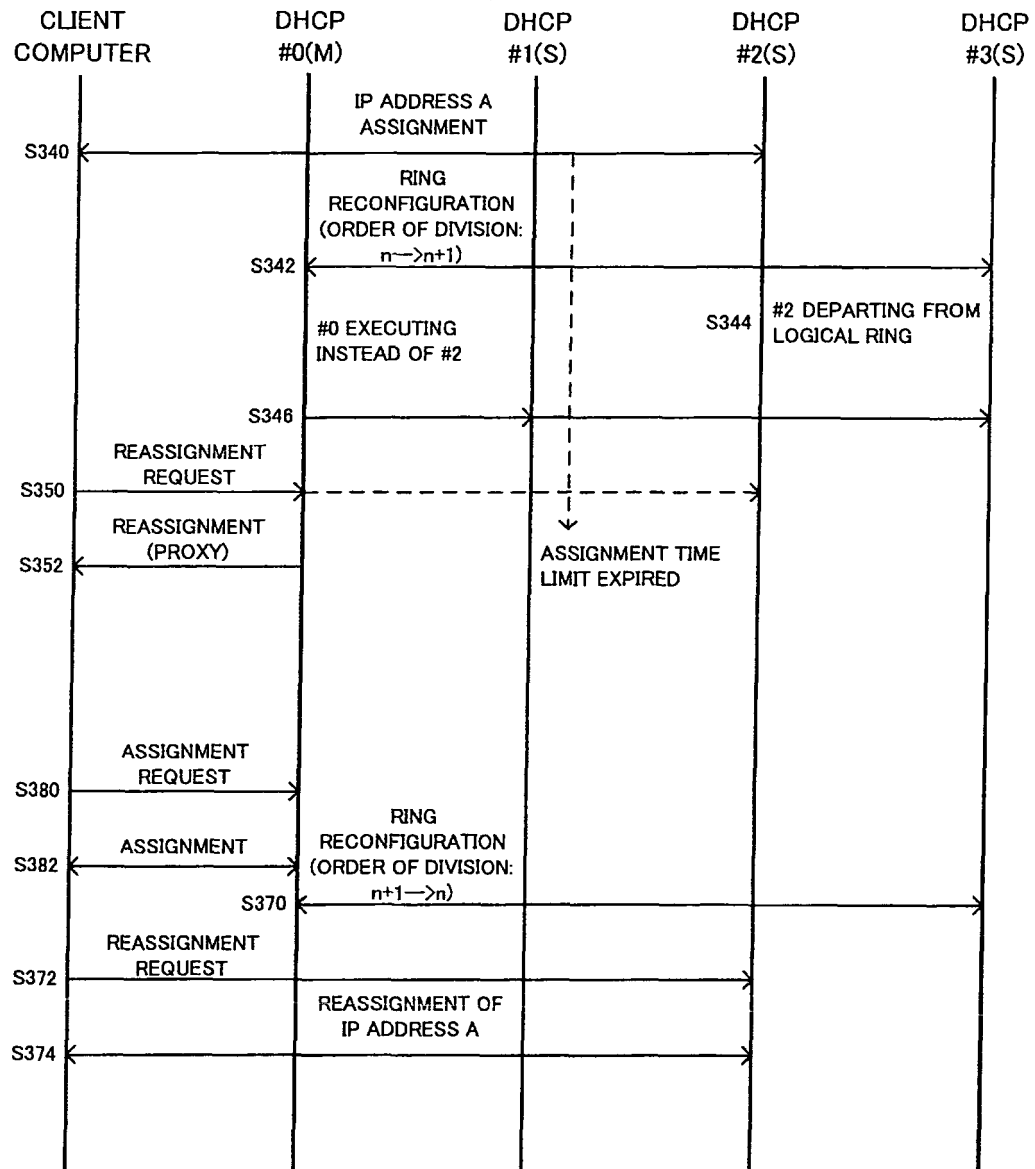 CLIENT
COMPUTER
DHCP
#0(M)
DHCP
#1(S)
DHCP
#2(S)
DHCP
#3(S)
IP ADDRESS A
ASSIGNMENT
S340
RING
RECONFIGURATION
(ORDER OF DIVISION:
n—>n+1)
S342
#0 EXECUTING
INSTEAD OF #2
S344
#2 DEPARTING FROM
LOGICAL RING
S346
REASSIGNMENT
REQUEST
S350
REASSIGNMENT
(PROXY)
S352
ASSIGNMENT TIME
LIMIT EXPIRED
ASSIGNMENT
REQUEST
S380
ASSIGNMENT
S382
RING
RECONFIGURATION
(ORDER OF DIVISION:
n+1—>n)
S370
REASSIGNMENT
REQUEST
S372
REASSIGNMENT OF
IP ADDRESS A
S374